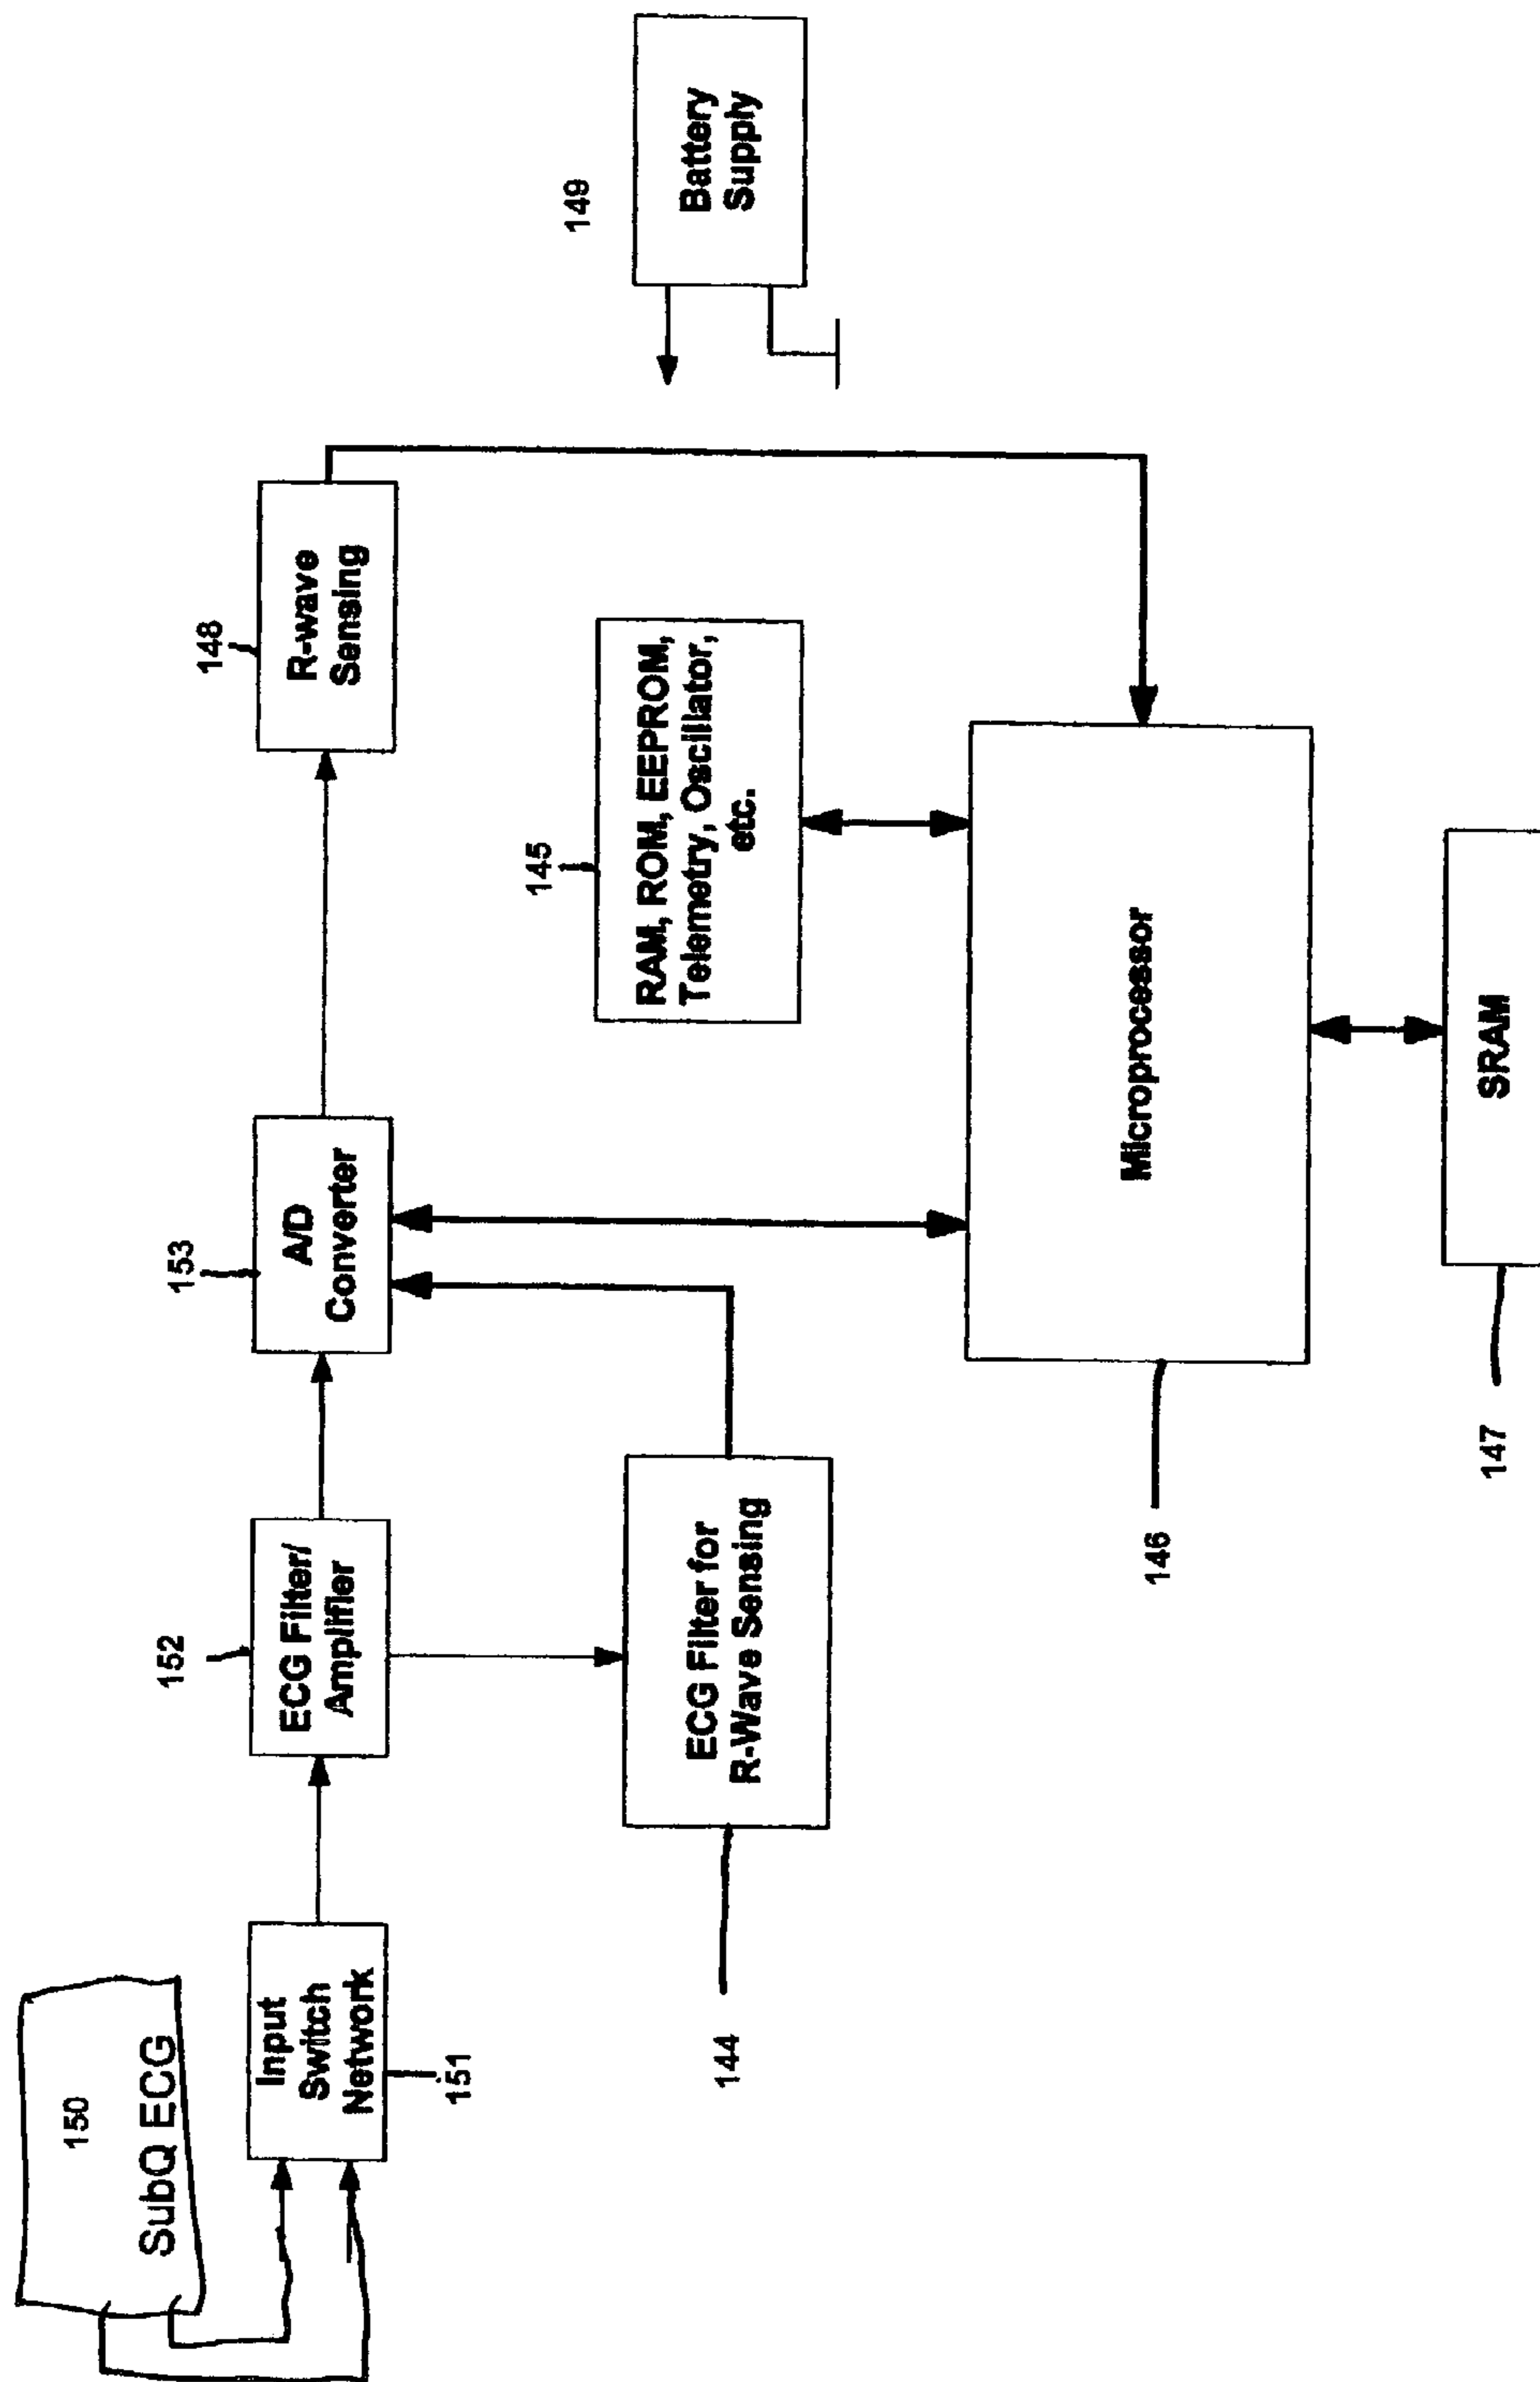 150
SubQ ECG
Input
Switch
Network
151
152
ECG Filter/
Amplifier
153
A/D
Converter
148
R-wave
Sensing
144
ECG Filter for
R-Wave Sensing
145
RAM, ROM, EEPROM,
Telemetry, Oscillator,
etc.
149
Battery
Supply
146
Microprocessor
147
SRAM